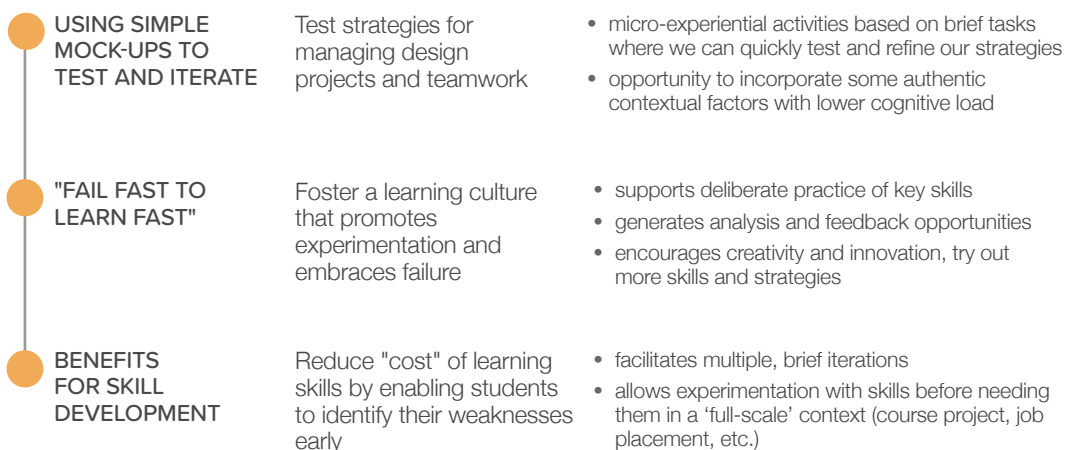 USING SIMPLE
MOCK-UPS TO
TEST AND ITERATE
Test strategies for
managing design
projects and teamwork
• micro-experiential activities based on brief tasks
where we can quickly test and refine our strategies
• opportunity to incorporate some authentic
contextual factors with lower cognitive load
"FAIL FAST TO
LEARN FAST"
Foster a learning culture
that promotes
experimentation and
embraces failure
• supports deliberate practice of key skills
• generates analysis and feedback opportunities
• encourages creativity and innovation, try out
more skills and strategies
BENEFITS
FOR SKILL
DEVELOPMENT
Reduce "cost" of learning
skills by enabling students
to identify their weaknesses
early
• facilitates multiple, brief iterations
• allows experimentation with skills before needing
them in a ‘full-scale’ context (course project, job
placement, etc.)